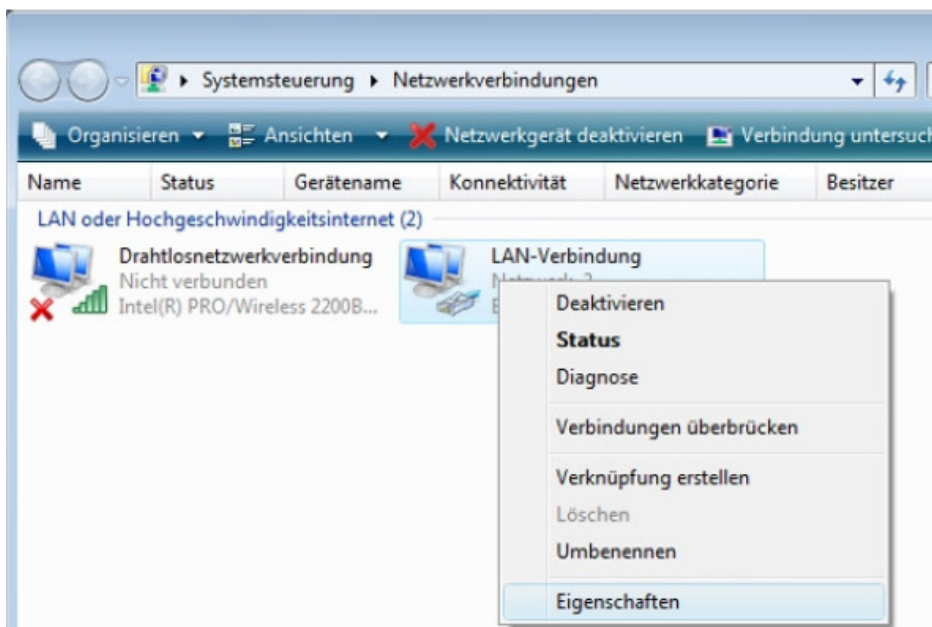 Systemsteuerung Netzwerkverbindungen
Organisieren Ansichten Netzwerkgerät deaktivieren Verbindung untersuch
Name Status Gerätename Konnektivität Netzwerkkategorie Besitzer
LAN oder Hochgeschwindigkeitsinternet (2)
Drahtlosnetzwerkverbindung
Nicht verbunden
Intel(R) PRO/Wireless 2200B...
LAN-Verbindung
Deaktivieren
Status
Diagnose
Verbindungen überbrücken
Verknüpfung erstellen
Löschen
Umbenennen
Eigenschaften